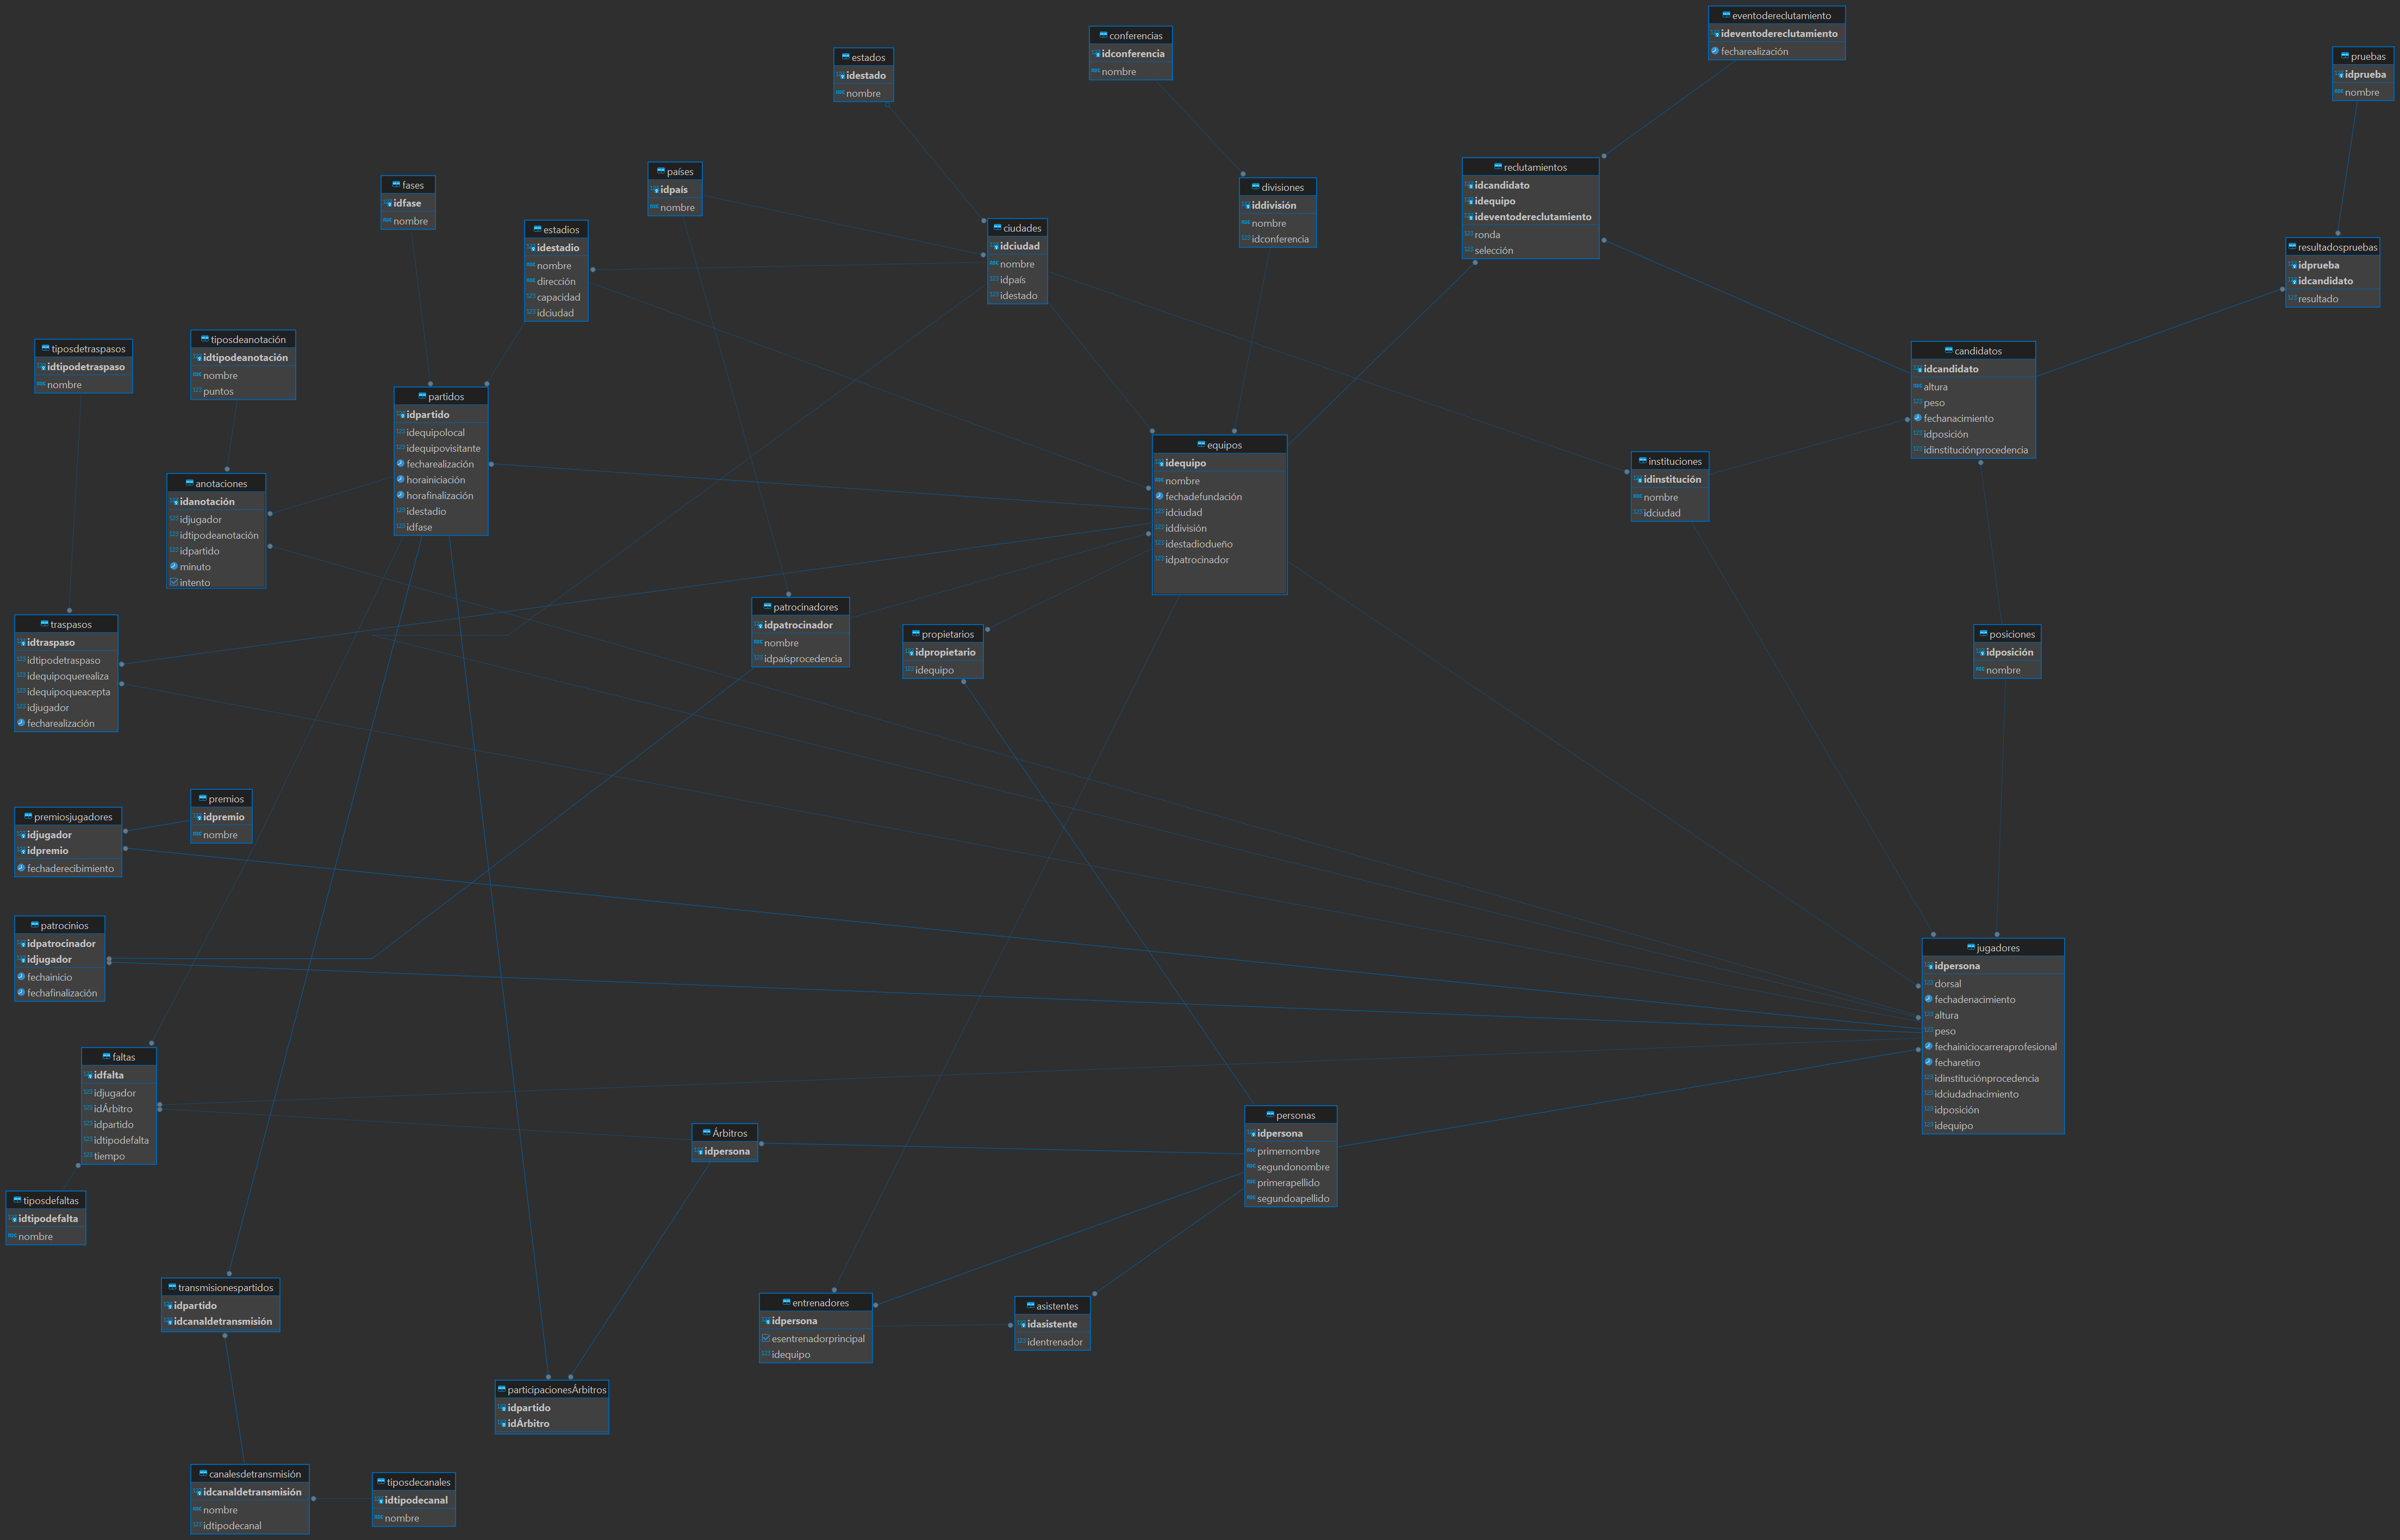 eventodereclutamiento
ideventodereclutamiento
fecharealización
conferencias
idconferencia
nombre
estados
idestado
nombre
pruebas
idprueba
nombre
reclutamientos
idcandidato
idequipo
ideventodereclutamiento
ronda
selección
países
idpaís
nombre
fases
idfase
nombre
divisiones
iddivisión
nombre
idconferencia
estadios
idestadio
nombre
dirección
capacidad
idciudad
ciudades
idciudad
nombre
idpaís
idestado
resultadospruebas
idprueba
idcandidato
resultado
tiposdetraspasos
idtipodetraspaso
nombre
tiposdeanotación
idtipodeanotación
nombre
puntos
candidatos
idcandidato
altura
peso
fechanacimiento
idposición
idinstituciónprocedencia
partidos
idpartido
idequipolocal
idequipovisitante
fecharealización
horainiciación
horafinalización
idestadio
idfase
equipos
idequipo
nombre
fechadefundación
idciudad
iddivisión
idestadiodueño
idpatrocinador
instituciones
idinstitución
nombre
idciudad
anotaciones
idanotación
idjugador
idtipodeanotación
idpartido
minuto
intento
traspasos
idtraspaso
idtipodetraspaso
idequipoquerealiza
idequipoqueacepta
idjugador
fecharealización
patrocinadores
idpatrocinador
nombre
idpaísprocedencia
propietarios
idpropietario
idequipo
posiciones
idposición
nombre
premiosjugadores
idjugador
idpremio
fechaderecibimiento
premios
idpremio
nombre
patrocinios
idpatrocinador
idjugador
fechainicio
fechafinalización
jugadores
idpersona
dorsal
fechadenacimiento
altura
peso
fechainiciocarreraprofesional
fecharetiro
idinstituciónprocedencia
idciudadnacimiento
idposición
idequipo
faltas
idfalta
idjugador
idÁrbitro
idpartido
idtipodefalta
tiempo
Árbitros
idpersona
personas
idpersona
primernombre
segundonombre
primerapellido
segundoapellido
tiposdefaltas
idtipodefalta
nombre
transmisionespartidos
idpartido
idcanaldetransmisión
entrenadores
idpersona
esentrenadorprincipal
idequipo
asistentes
idasistente
identrenador
participacionesÁrbitros
idpartido
idÁrbitro
canalesdetransmisión
idcanaldetransmisión
nombre
idtipodecanal
tiposdecanales
idtipodecanal
nombre